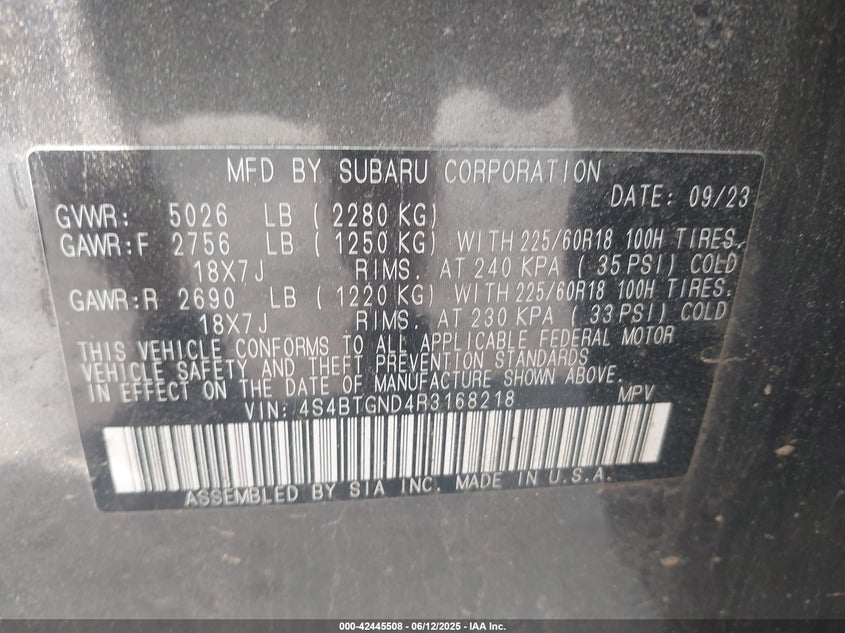 MFD BY SUBARU CORPORATION
DATE: 09/23
GVWR: 5026 LB ( 2280 KG)
GAWR:F 2756 LB ( 1250 KG) WITH 225/60R18 100H TIRES,
18X7J RIMS. AT 240 KPA ( 35 PSI) COLD
GAWR:R 2690 LB ( 1220 KG) WITH 225/60R18 100H TIRES.
18X7J RIMS. AT 230 KPA ( 33 PSI) COLD
THIS VEHICLE CONFORMS TO ALL APPLICABLE FEDERAL MOTOR
VEHICLE SAFETY AND THEFT PREVENTION STANDARDS
IN EFFECT ON THE DATE OF MANUFACTURE SHOWN ABOVE.
VIN: 4S4BTGND4R3168218 MPV
ASSEMBLED BY SIA INC. MADE IN U.S.A.
000-42445508 - 06/12/2025 - IAA Inc.